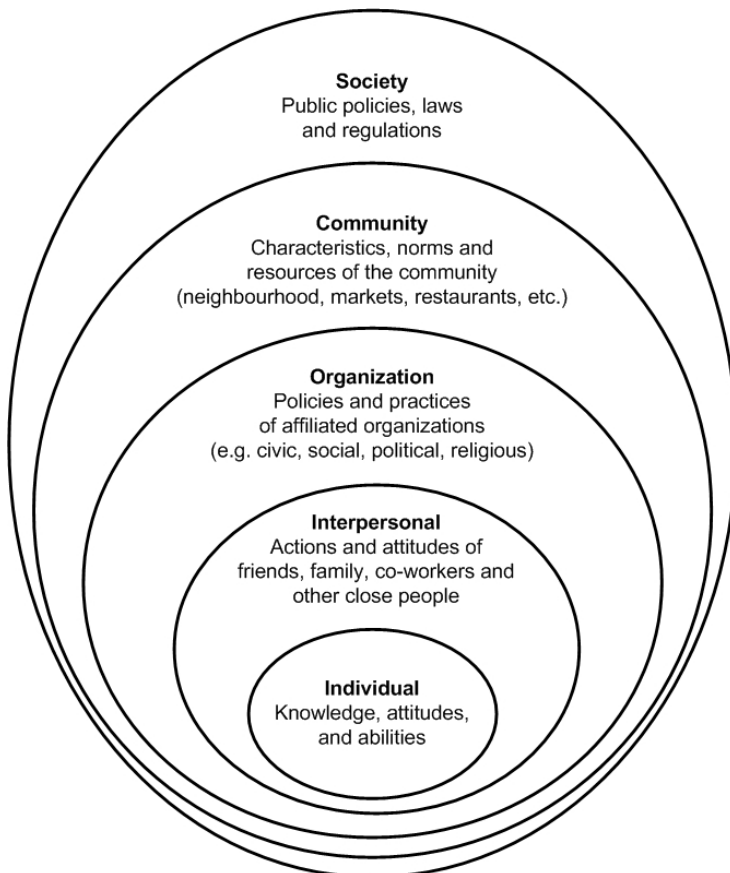 Society
Public policies, laws
and regulations
Community
Characteristics, norms and
resources of the community
(neighbourhood, markets, restaurants, etc.)
Organization
Policies and practices
of affiliated organizations
(e.g. civic, social, political, religious)
Interpersonal
Actions and attitudes of
friends, family, co-workers and
other close people
Individual
Knowledge, attitudes,
and abilities